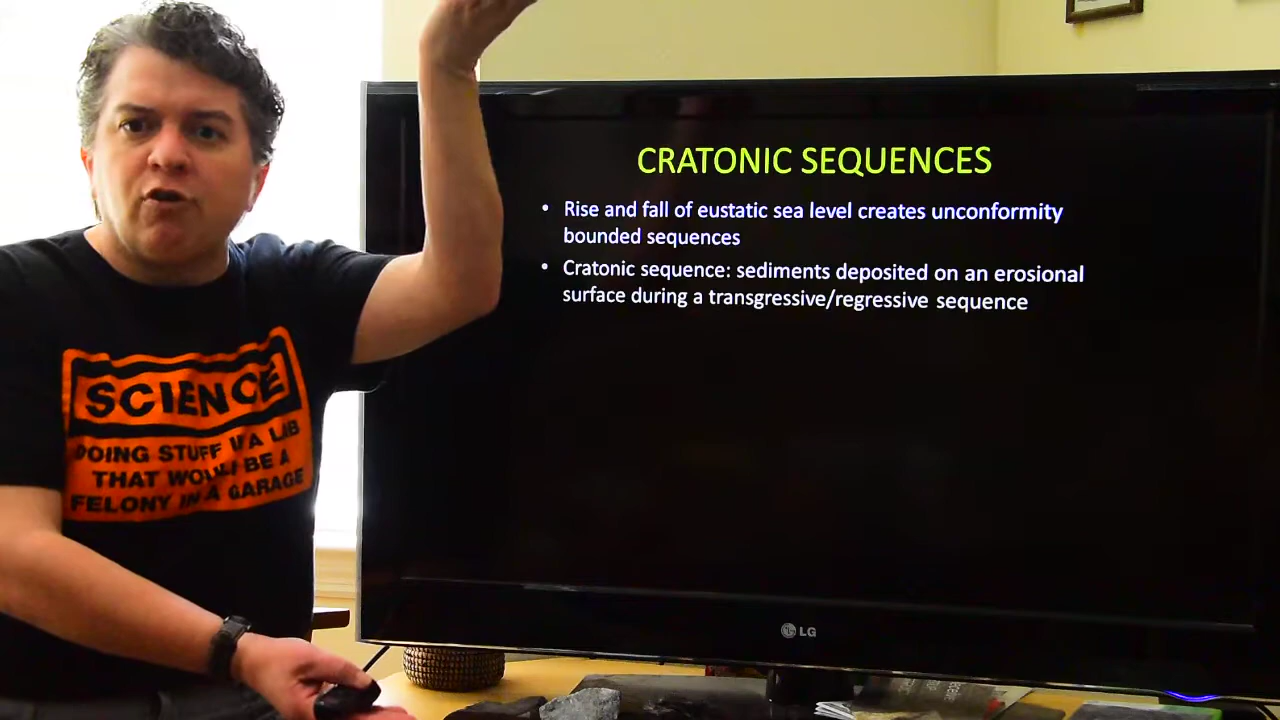 CRATONIC SEQUENCES
• Rise and fall of eustatic sea level creates unconformity
bounded sequences
• Cratonic sequence: sediments deposited on an erosional
surface during a transgressive/regressive sequence
SCIENCE
DOING STUFF IN A LAB
THAT WOULD BE A
FELONY IN A GARAGE
LG